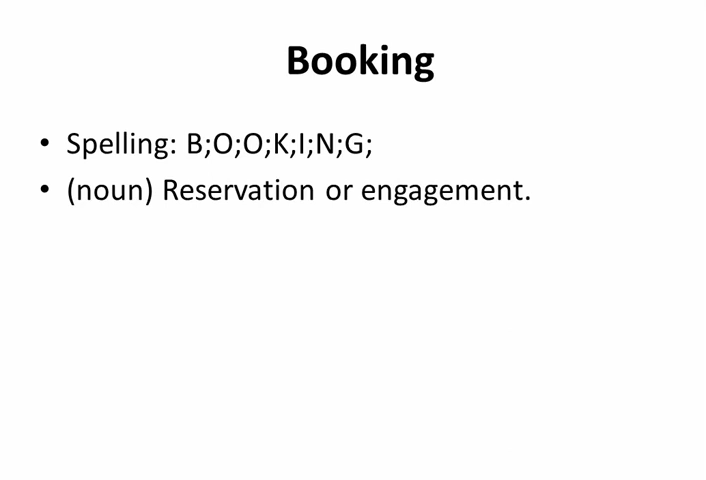 Booking
• Spelling: B;O;O;K;I;N;G;
• (noun) Reservation or engagement.